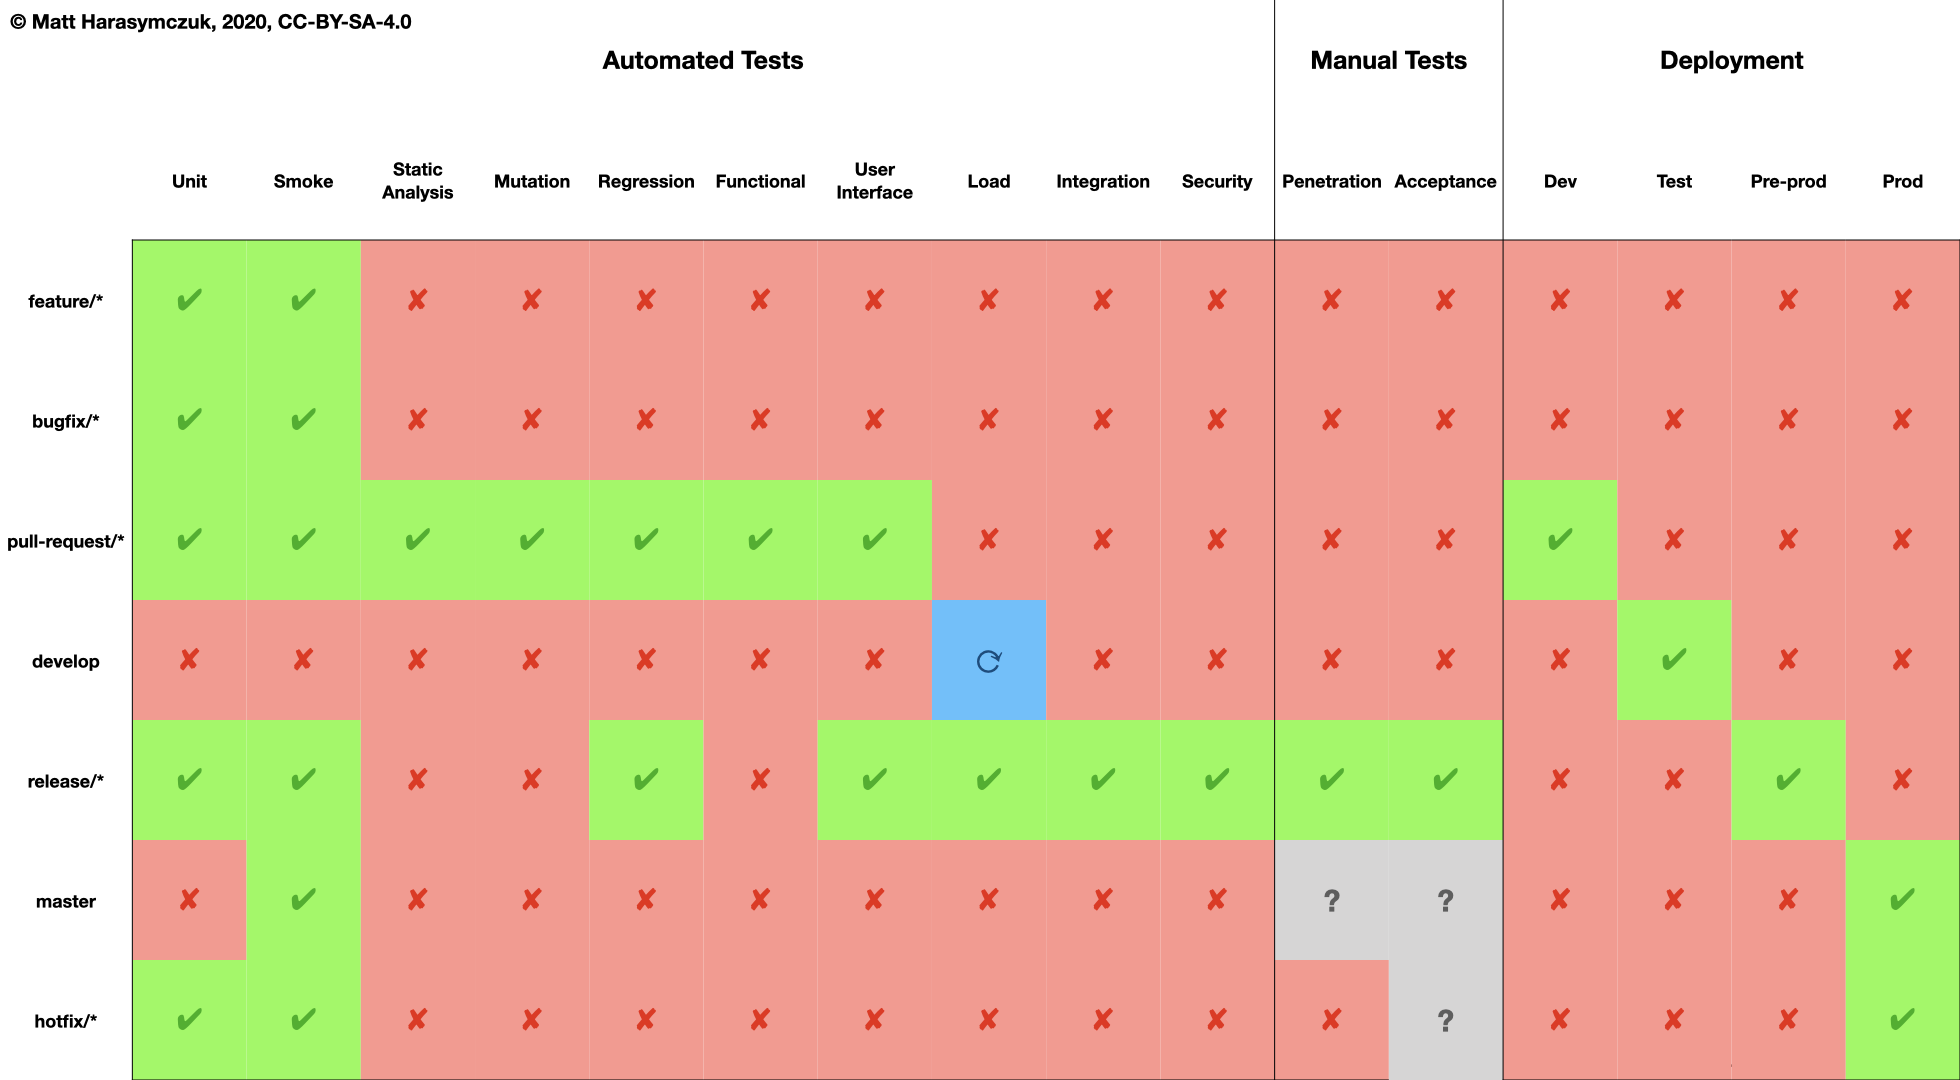 © Matt Harasymczuk, 2020, CC-BY-SA-4.0
Automated Tests Manual Tests Deployment
Unit Smoke Static Analysis Mutation Regression Functional User Interface Load Integration Security Penetration Acceptance Dev Test Pre-prod Prod
feature/* ✔ ✔ ✘ ✘ ✘ ✘ ✘ ✘ ✘ ✘ ✘ ✘ ✘ ✘ ✘ ✘
bugfix/* ✔ ✔ ✘ ✘ ✘ ✘ ✘ ✘ ✘ ✘ ✘ ✘ ✘ ✘ ✘ ✘
pull-request/* ✔ ✔ ✔ ✔ ✔ ✔ ✔ ✘ ✘ ✘ ✘ ✘ ✔ ✘ ✘ ✘
develop ✘ ✘ ✘ ✘ ✘ ✘ ✘ ⟳ ✘ ✘ ✘ ✘ ✘ ✔ ✘ ✘
release/* ✔ ✔ ✘ ✘ ✔ ✘ ✔ ✔ ✔ ✔ ✔ ✔ ✘ ✘ ✔ ✘
master ✘ ✔ ✘ ✘ ✘ ✘ ✘ ✘ ✘ ✘ ? ? ✘ ✘ ✘ ✔
hotfix/* ✔ ✔ ✘ ✘ ✘ ✘ ✘ ✘ ✘ ✘ ✘ ? ✘ ✘ ✘ ✔